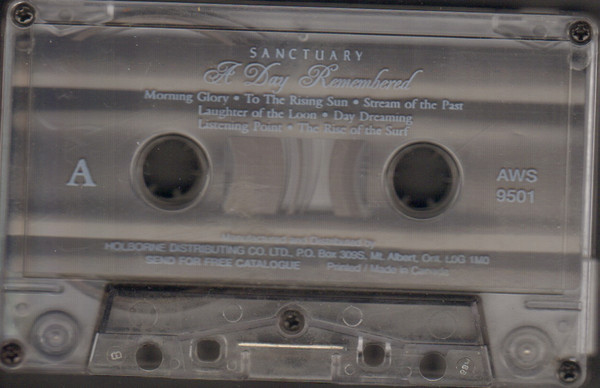 SANCTUARY
A Day Remembered
Morning Glory • To The Rising Sun • Stream of the Past
Laughter of the Loon • Day Dreaming
Listening Point • The Rise of the Surf
A
AWS
9501
Manufactured and Distributed by
HOLBORNE DISTRIBUTING CO. LTD., P.O. Box 309S, Mt. Albert, Ont. L0G 1M0
SEND FOR FREE CATALOGUE Printed / Made in Canada
B